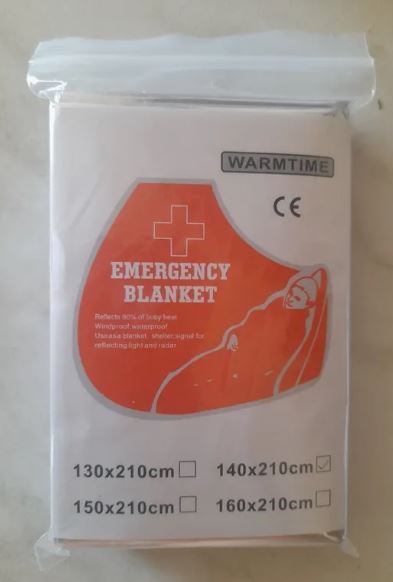 WARMTIME
CE
EMERGENCY
BLANKET
Reflects 90% of body heat
Windproof,waterproof
Use as a blanket, shelter,signal for
reflecting light and radar
130x210cm
140x210cm
150x210cm
160x210cm